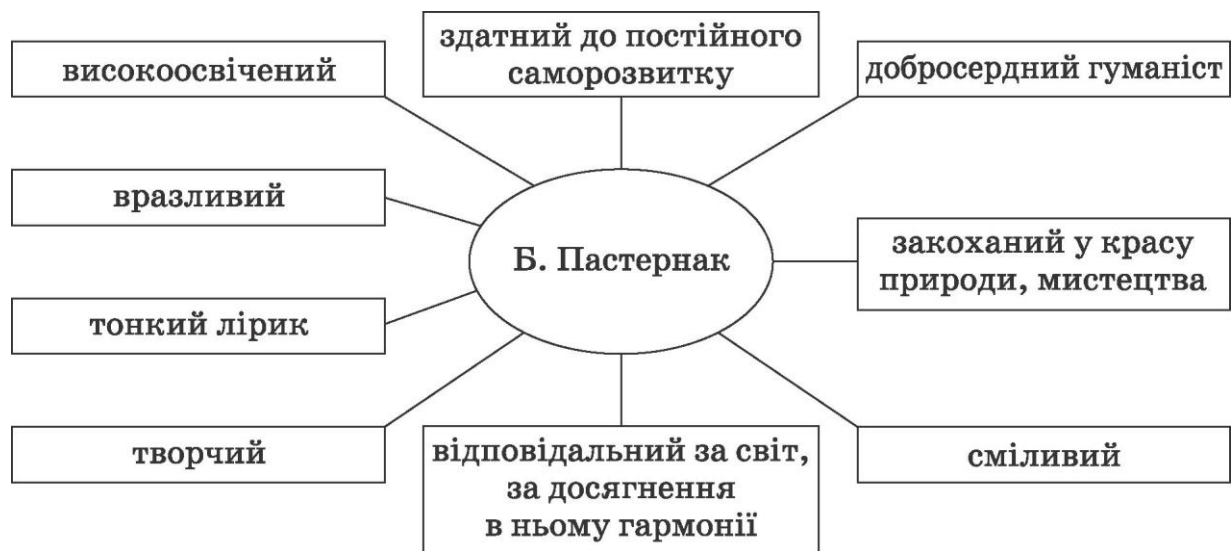 високоосвічений
здатний до постійного
саморозвитку
добросердний гуманіст
вразливий
Б. Пастернак
закоханий у красу
природи, мистецтва
тонкий лірик
творчий
відповідальний за світ,
за досягнення
в ньому гармонії
сміливий